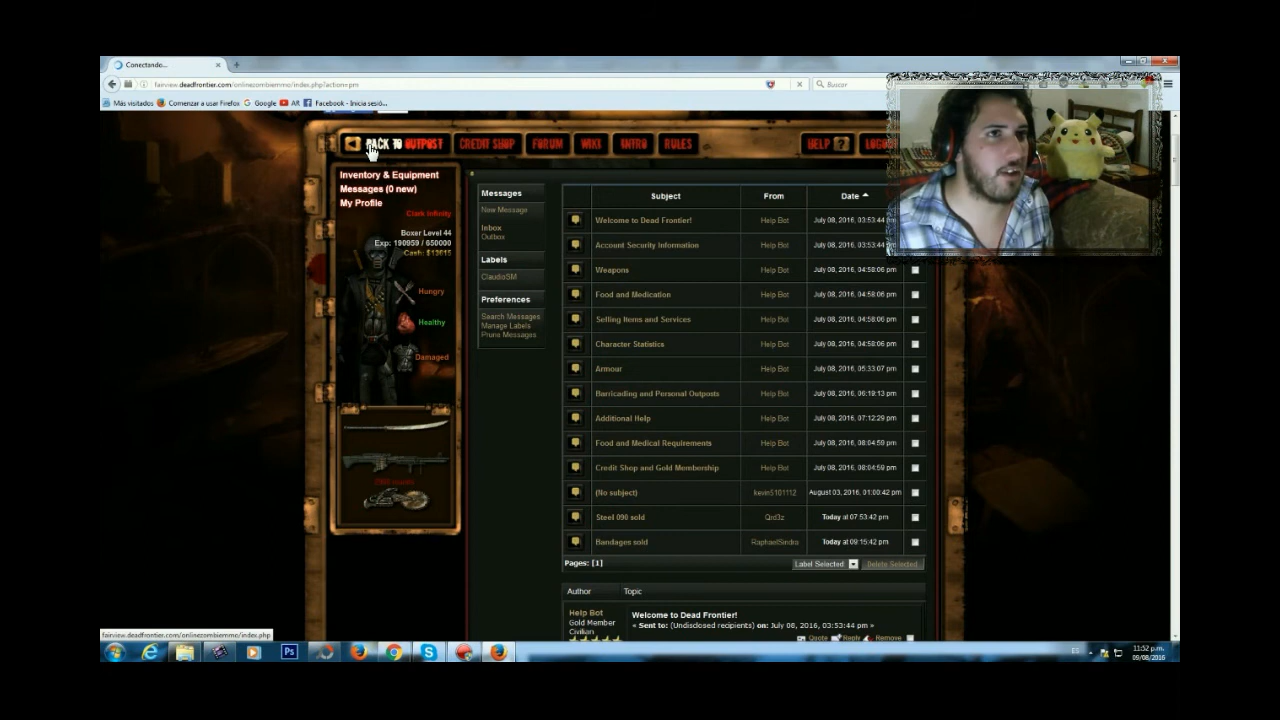 Conectando...
fairview.deadfrontier.com/onlinezombiemmo/index.php?action=pm
Buscar
Más visitados
Comenzar a usar Firefox
Google
AR
Facebook - Inicia sesió...
BACK TO OUTPOST
CREDIT SHOP
FORUM
WIKI
INTRO
RULES
HELP ?
Inventory & Equipment
Messages (0 new)
My Profile
Clark Infinity
Boxer Level 44
Exp: 190959 / 650000
Cash: $13615
Hungry
Healthy
Damaged
Messages
New Message
Inbox
Outbox
Labels
ClaudioSM
Preferences
Search Messages
Manage Labels
Prune Messages
Subject From Date
Welcome to Dead Frontier! Help Bot July 08, 2016, 03:53:44 pm
Account Security Information Help Bot July 08, 2016, 03:53:44 pm
Weapons Help Bot July 08, 2016, 04:58:06 pm
Food and Medication Help Bot July 08, 2016, 04:58:06 pm
Selling Items and Services Help Bot July 08, 2016, 04:58:06 pm
Character Statistics Help Bot July 08, 2016, 04:58:06 pm
Armour Help Bot July 08, 2016, 05:33:07 pm
Barricading and Personal Outposts Help Bot July 08, 2016, 06:19:13 pm
Additional Help Help Bot July 08, 2016, 07:12:29 pm
Food and Medical Requirements Help Bot July 08, 2016, 08:04:59 pm
Credit Shop and Gold Membership Help Bot July 08, 2016, 08:04:59 pm
(No subject) kevin5101112 August 03, 2016, 01:00:42 pm
Steel 090 sold Qrd3z Today at 07:53:42 pm
Bandages sold RaphaelSindra Today at 09:15:42 pm
Pages: [1]
Label Selected:
Delete Selected
Author Topic
Help Bot
Gold Member
Civilian
Welcome to Dead Frontier!
« Sent to: (Undisclosed recipients) on: July 08, 2016, 03:53:44 pm »
Quote Reply Remove
fairview.deadfrontier.com/onlinezombiemmo/index.php
Ps
ES
11:52 p.m.
09/08/2016